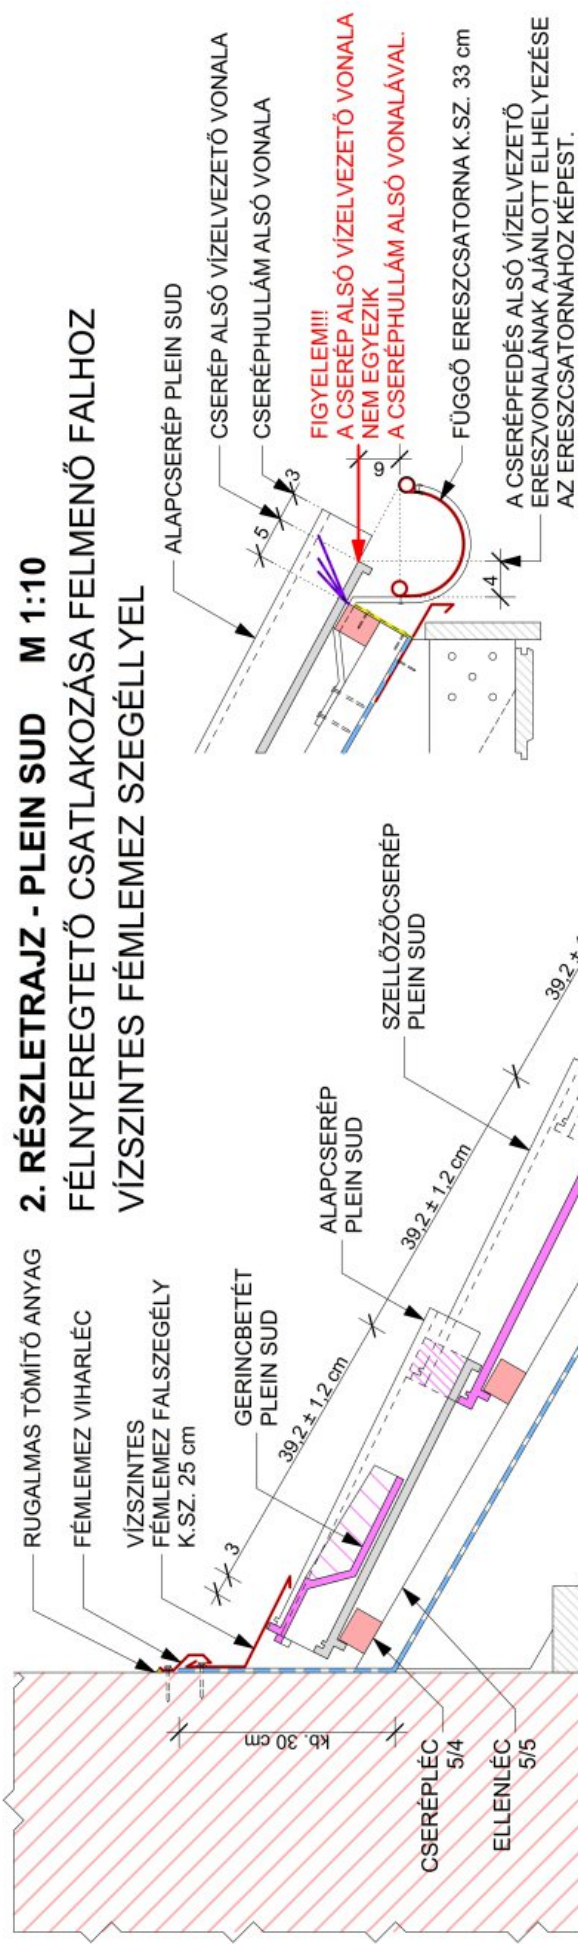 2. RÉSZLETRAJZ - PLEIN SUD M 1:10
FÉLNYEREGTETŐ CSATLAKOZÁSA FELMENŐ FALHOZ
VÍZSZINTES FÉMLEMEZ SZEGÉLLYEL
RUGALMAS TÖMÍTŐ ANYAG
FÉMLEMEZ VIHARLÉC
VÍZSZINTES
FÉMLEMEZ FALSZEGÉLY
K.SZ. 25 cm
GERINCBETÉT
PLEIN SUD
ALAPCSERÉP
PLEIN SUD
SZELLŐZŐCSERÉP
PLEIN SUD
3
39,2 ± 1,2 cm
39,2 ± 1,2 cm
39,2 ±
kb. 30 cm
CSERÉPLÉC
5/4
ELLENLÉC
5/5
ALAPCSERÉP PLEIN SUD
CSERÉP ALSÓ VÍZELVEZETŐ VONALA
CSERÉPHULLÁM ALSÓ VONALA
FIGYELEM!!!
A CSERÉP ALSÓ VÍZELVEZETŐ VONALA
NEM EGYEZIK
A CSERÉPHULLÁM ALSÓ VONALÁVAL.
FÜGGŐ ERESZCSATORNA K.SZ. 33 cm
A CSERÉPFEDÉS ALSÓ VÍZELVEZETŐ
ERESZVONALÁNAK AJÁNLOTT ELHELYEZÉSE
AZ ERESZCSATORNÁHOZ KÉPEST.
5
3
4